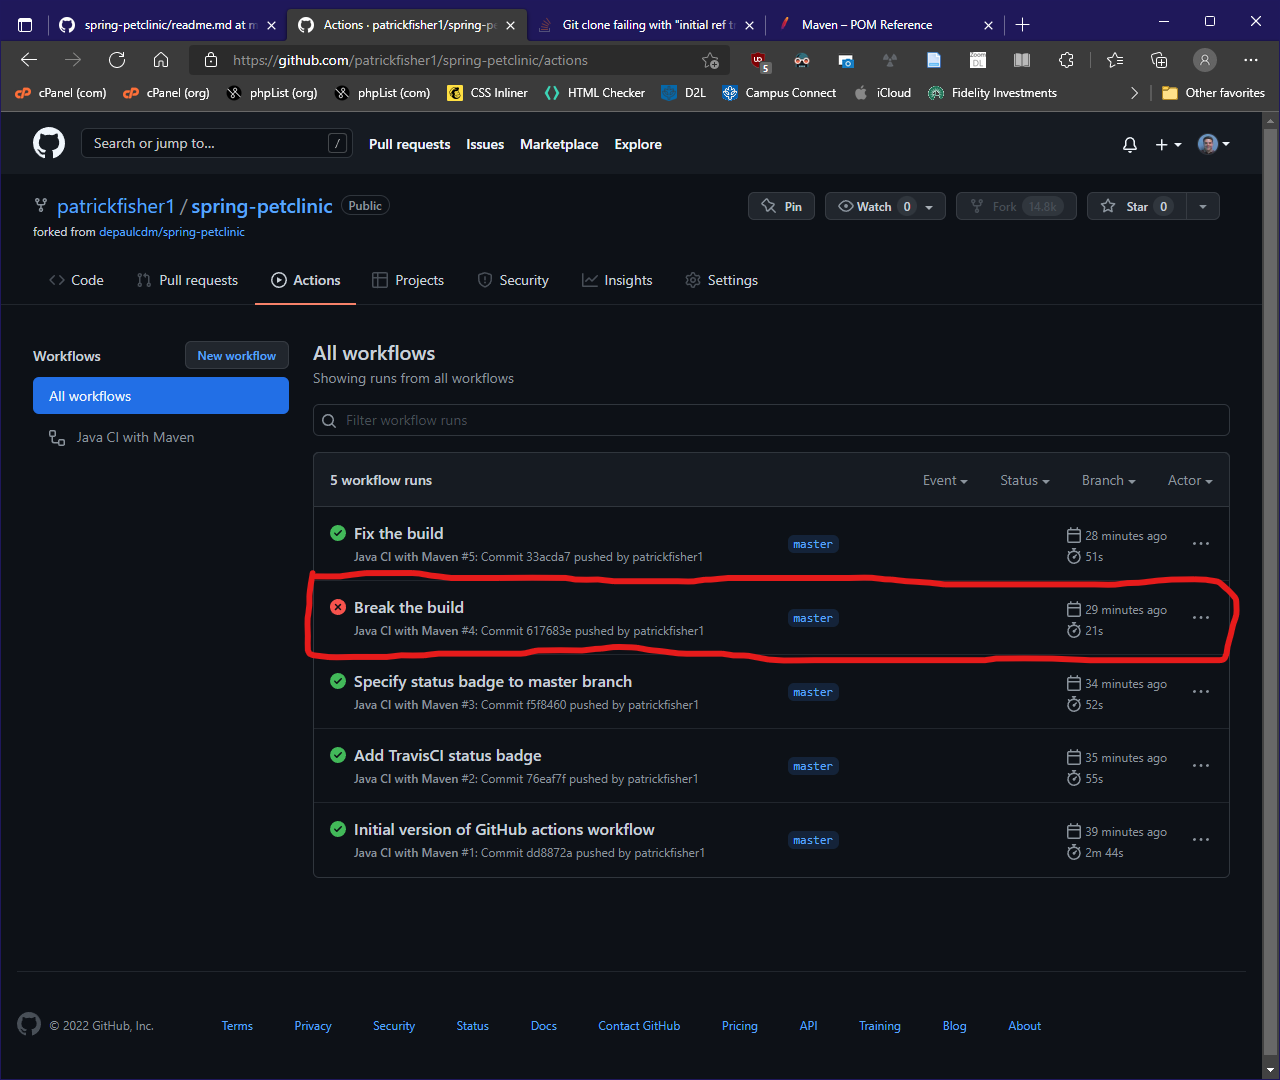 spring-petclinic/readme.md at m
Actions · patrickfisher1/spring-pe
Git clone failing with "initial ref tr
Maven – POM Reference
https://github.com/patrickfisher1/spring-petclinic/actions
5
DL
cPanel (com)
cPanel (org)
phpList (org)
phpList (com)
CSS Inliner
HTML Checker
D2L
Campus Connect
iCloud
Fidelity Investments
Other favorites
Search or jump to...
/
Pull requests
Issues
Marketplace
Explore
patrickfisher1 / spring-petclinic Public
Pin
Watch 0
Fork 14.8k
Star 0
forked from depaulcdm/spring-petclinic
Code
Pull requests
Actions
Projects
Security
Insights
Settings
Workflows
New workflow
All workflows
Java CI with Maven
All workflows
Showing runs from all workflows
Filter workflow runs
5 workflow runs
Event
Status
Branch
Actor
Fix the build
Java CI with Maven #5: Commit 33acda7 pushed by patrickfisher1
master
28 minutes ago
51s
Break the build
Java CI with Maven #4: Commit 617683e pushed by patrickfisher1
master
29 minutes ago
21s
Specify status badge to master branch
Java CI with Maven #3: Commit f5f8460 pushed by patrickfisher1
master
34 minutes ago
52s
Add TravisCI status badge
Java CI with Maven #2: Commit 76eaf7f pushed by patrickfisher1
master
35 minutes ago
55s
Initial version of GitHub actions workflow
Java CI with Maven #1: Commit dd8872a pushed by patrickfisher1
master
39 minutes ago
2m 44s
© 2022 GitHub, Inc.
Terms
Privacy
Security
Status
Docs
Contact GitHub
Pricing
API
Training
Blog
About